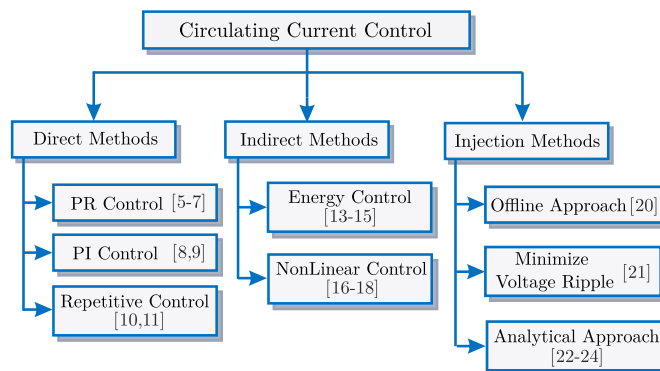 Circulating Current Control
Direct Methods
PR Control [5-7]
PI Control [8,9]
Repetitive Control
[10,11]
Indirect Methods
Energy Control
[13-15]
NonLinear Control
[16-18]
Injection Methods
Offline Approach [20]
Minimize
Voltage Ripple [21]
Analytical Approach
[22-24]